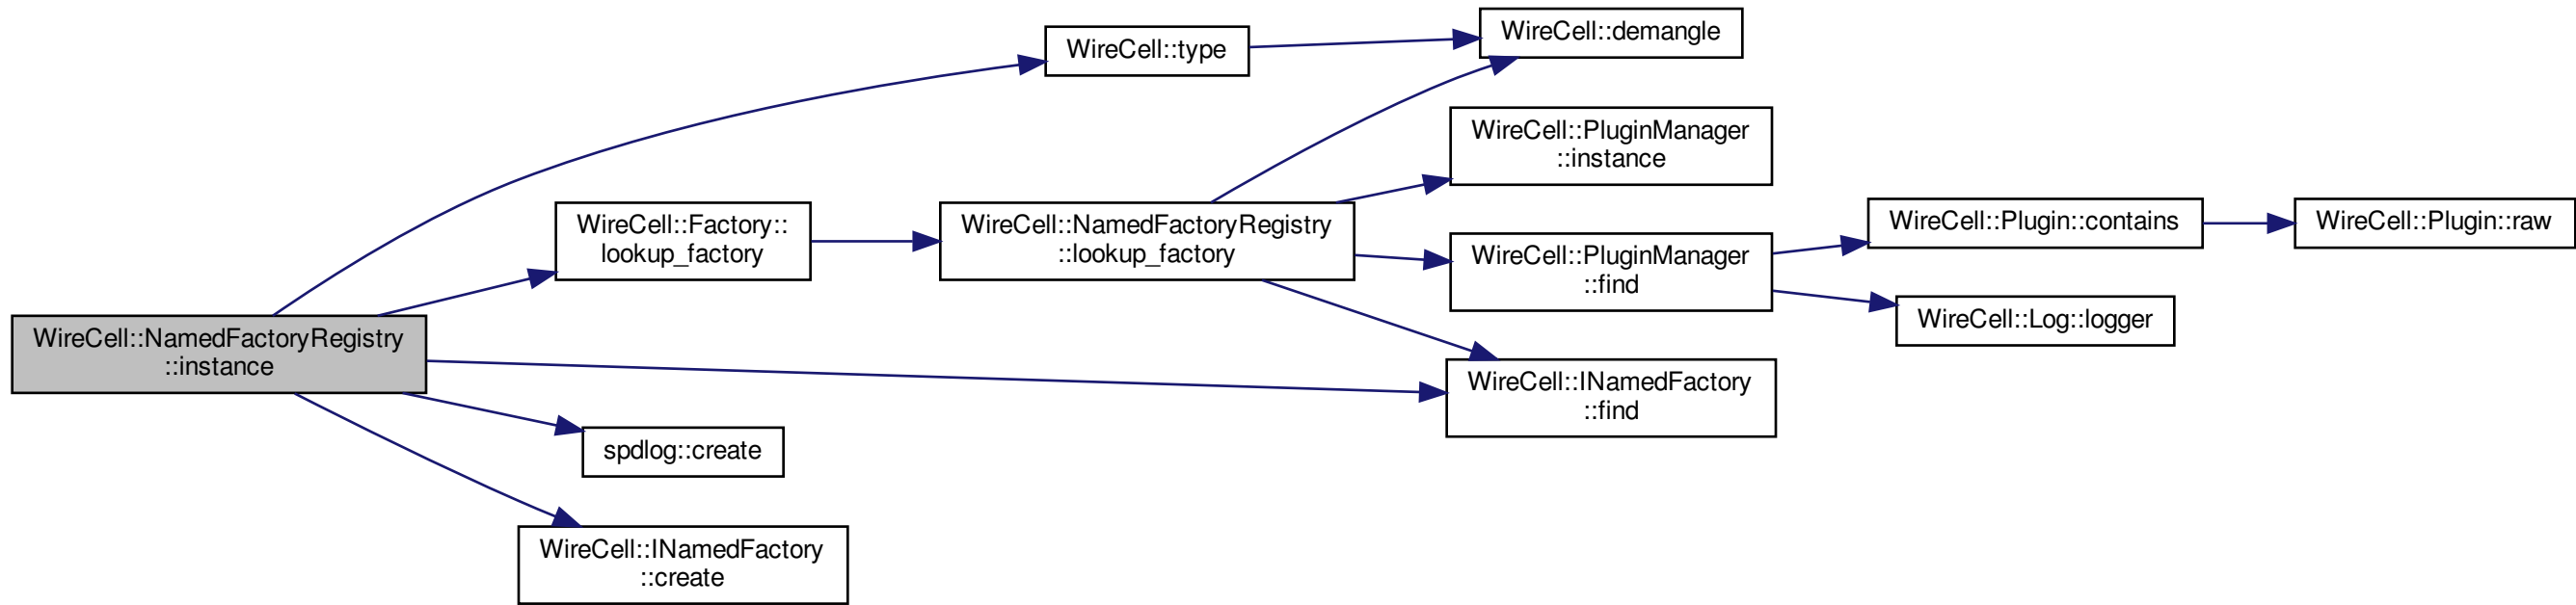 WireCell::NamedFactoryRegistry
::instance
WireCell::type
WireCell::demangle
WireCell::Factory::
lookup_factory
WireCell::NamedFactoryRegistry
::lookup_factory
WireCell::PluginManager
::instance
WireCell::PluginManager
::find
WireCell::Plugin::contains
WireCell::Plugin::raw
WireCell::Log::logger
WireCell::INamedFactory
::find
spdlog::create
WireCell::INamedFactory
::create